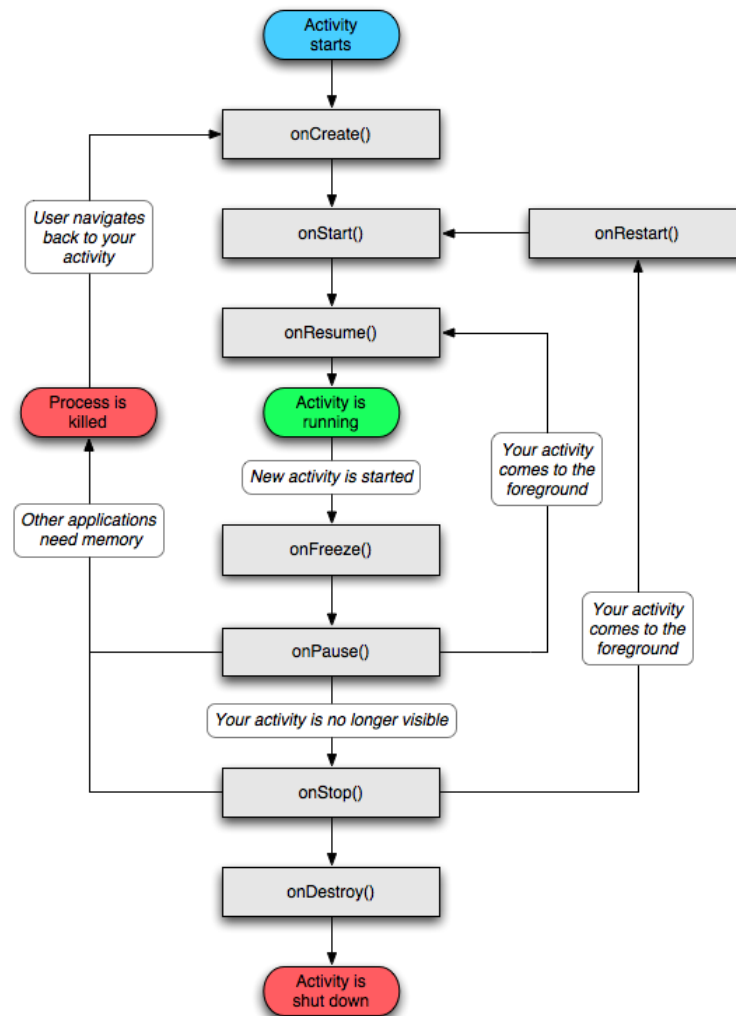 Activity
starts
onCreate()
User navigates
back to your
activity
onStart()
onRestart()
onResume()
Process is
killed
Activity is
running
Your activity
comes to the
foreground
New activity is started
Other applications
need memory
onFreeze()
Your activity
comes to the
foreground
onPause()
Your activity is no longer visible
onStop()
onDestroy()
Activity is
shut down